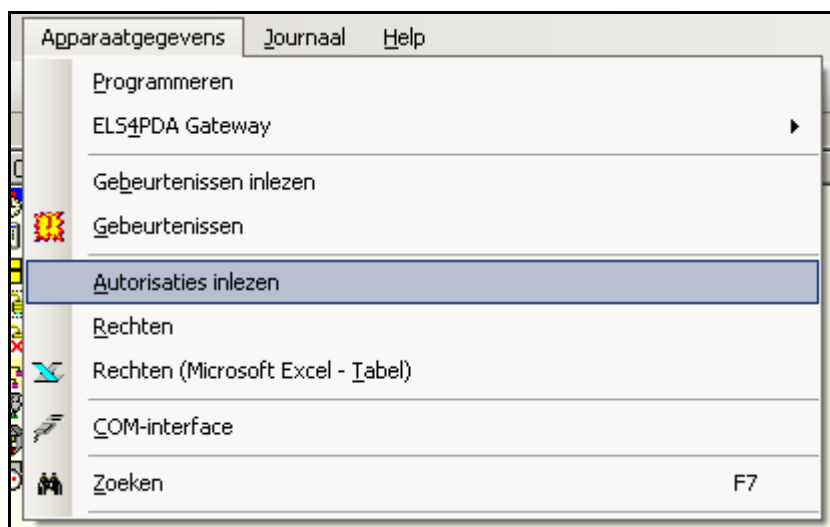 Apparaatgegevens Journaal Help
Programmeren
ELS4PDA Gateway
Gebeurtenissen inlezen
Gebeurtenissen
Autorisaties inlezen
Rechten
Rechten (Microsoft Excel - Tabel)
COM-interface
Zoeken F7